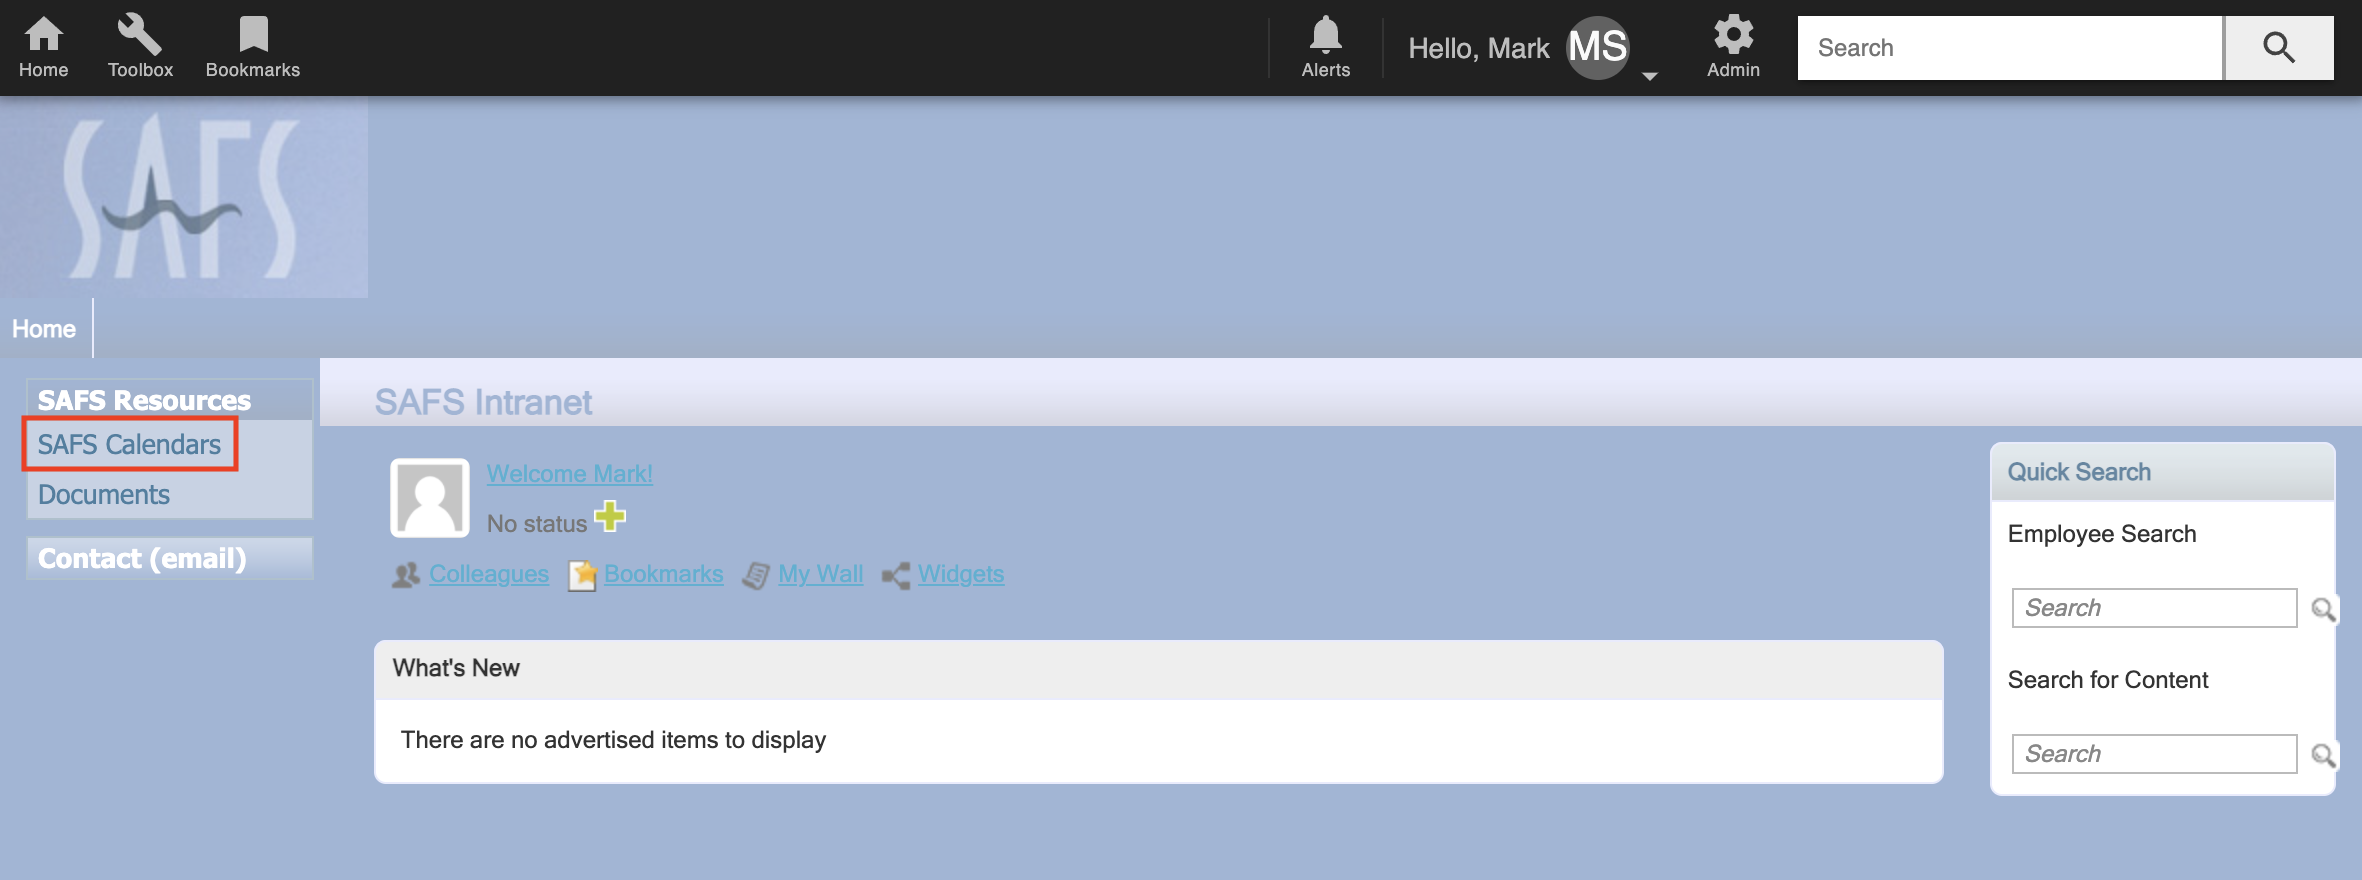 Home
Toolbox
Bookmarks
Alerts
Hello, Mark
MS
Admin
Search
SAFS
Home
SAFS Resources
SAFS Calendars
Documents
Contact (email)
SAFS Intranet
Welcome Mark!
No status
Colleagues
Bookmarks
My Wall
Widgets
What's New
There are no advertised items to display
Quick Search
Employee Search
Search
Search for Content
Search